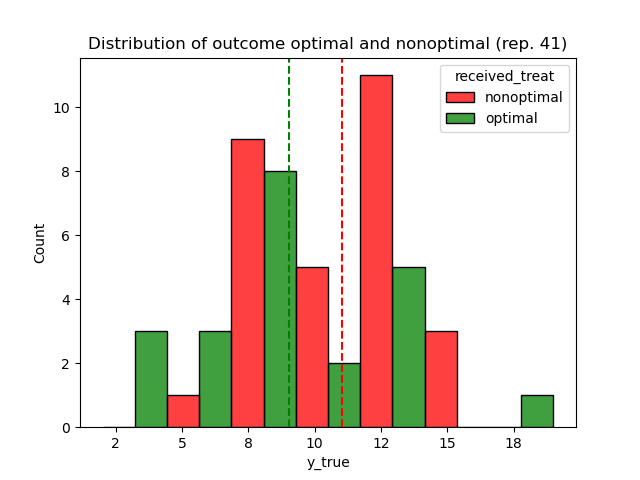 Distribution of outcome optimal and nonoptimal (rep. 41)
received_treat
nonoptimal
optimal
Count
10
8
6
4
2
0
2 5 8 10 12 15 18
y_true